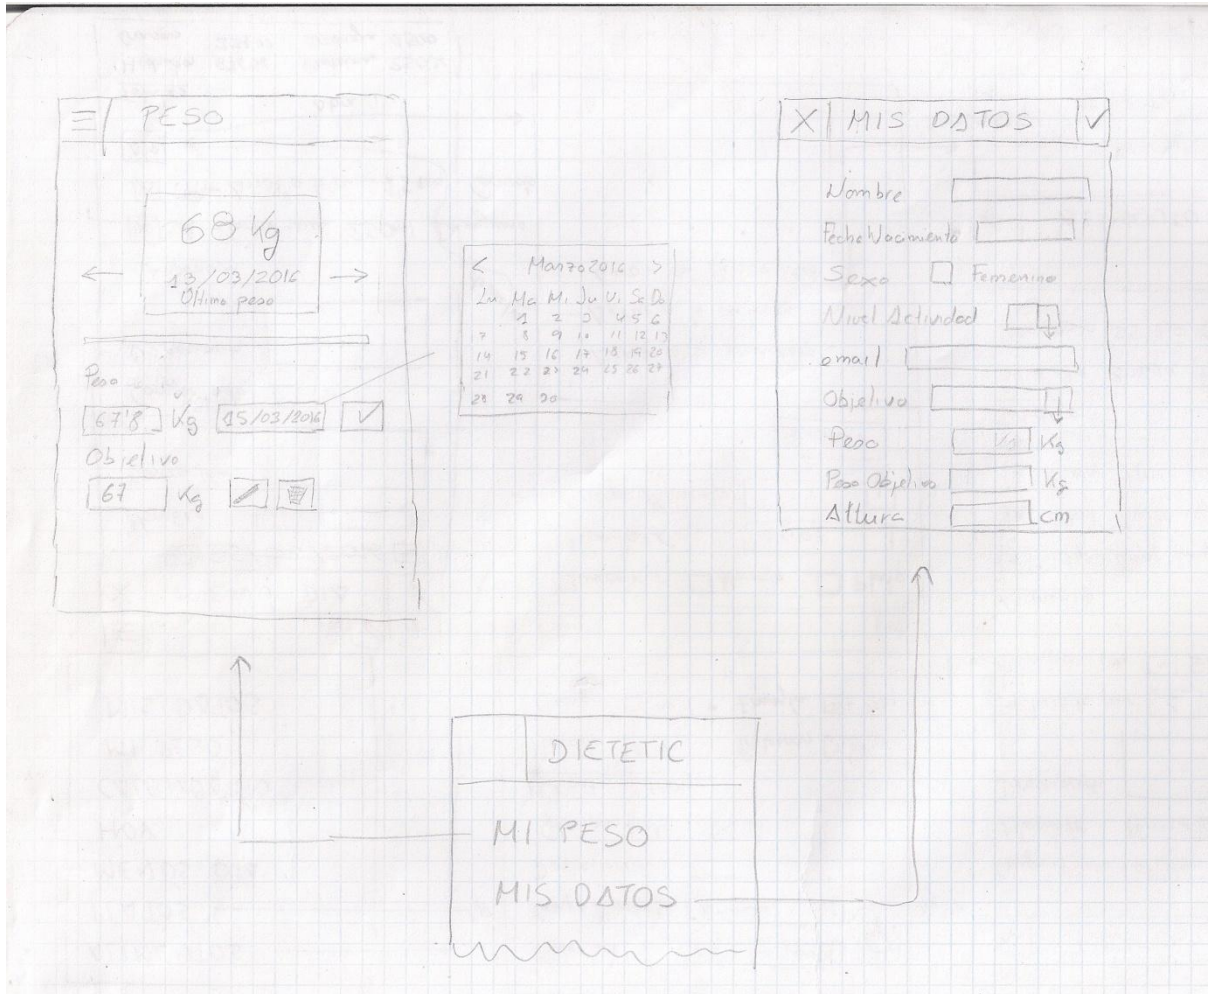 PESO
68 Kg
13/03/2016
Último peso
Peso
67'8 Kg 15/03/2016
Objetivo
67 Kg
< Marzo 2016 >
Lu Ma Mi Ju Vi Sa Do
1 2 3 4 5 6
7 8 9 10 11 12 13
14 15 16 17 18 19 20
21 22 23 24 25 26 27
28 29 30
X MIS DATOS
Nombre
Fecha Nacimiento
Sexo Femenino
Nivel Actividad
email
Objetivo
Peso Kg
Peso Objetivo Kg
Altura cm
DIETETIC
MI PESO
MIS DATOS